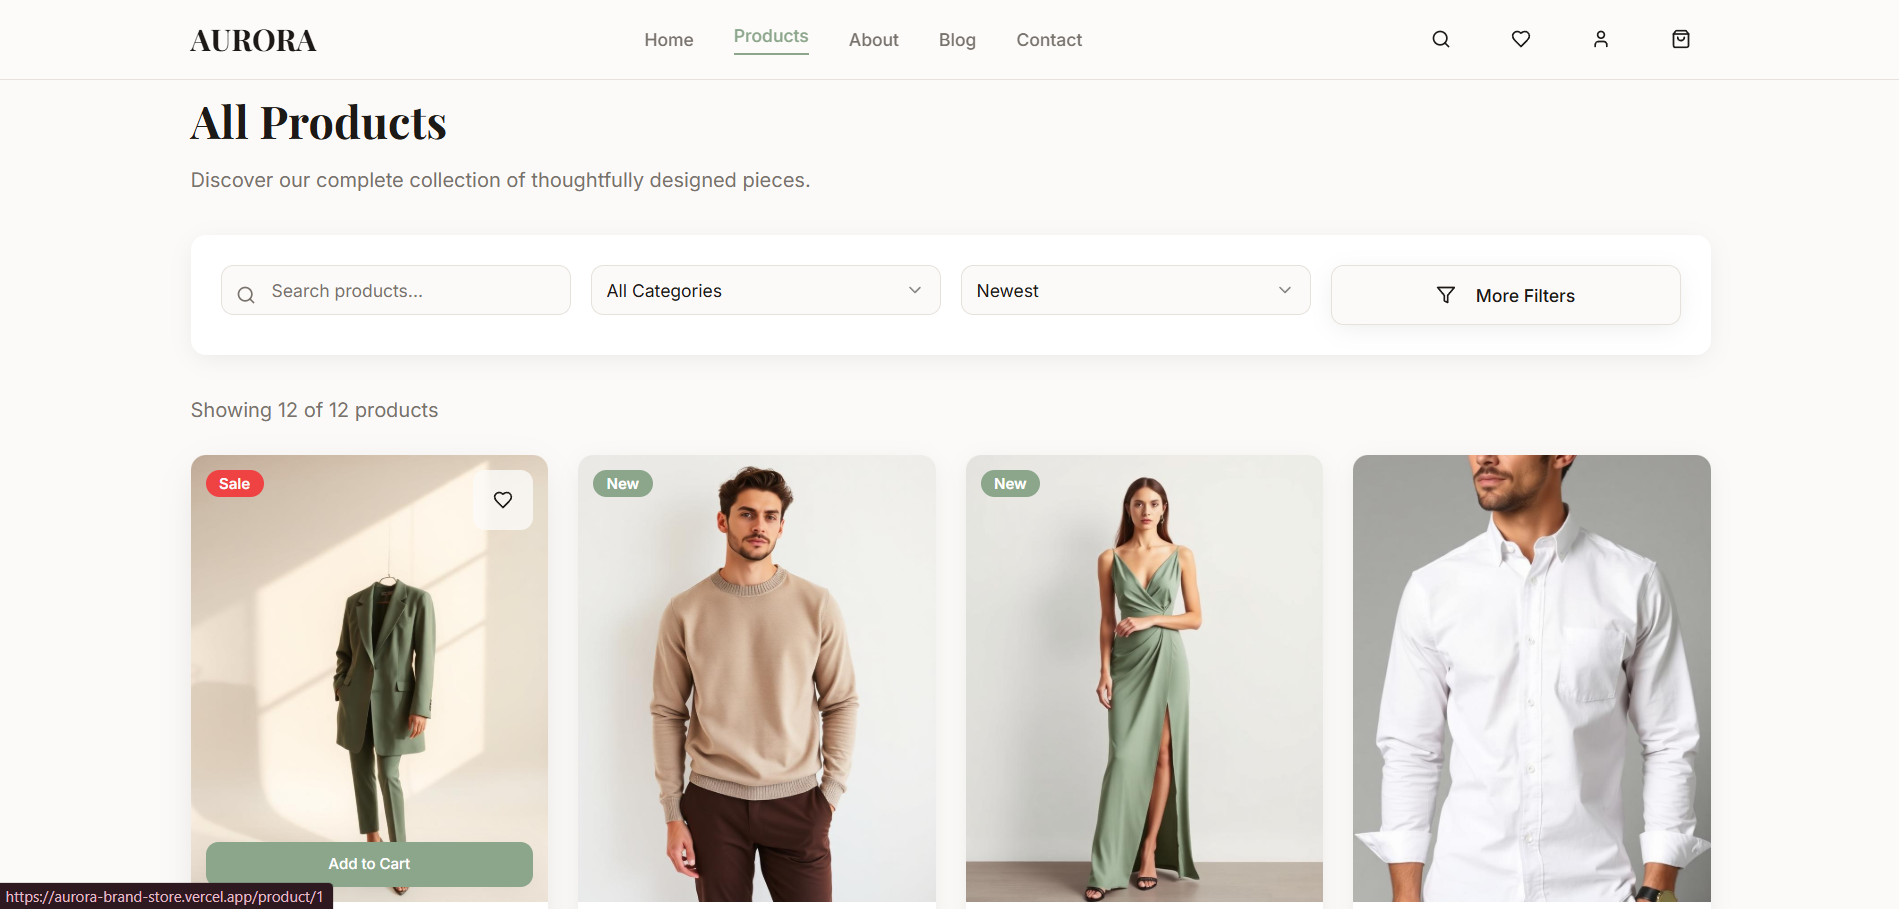 AURORA
Home Products About Blog Contact
All Products
Discover our complete collection of thoughtfully designed pieces.
Search products...
All Categories
Newest
More Filters
Showing 12 of 12 products
Sale
New
New
Add to Cart
https://aurora-brand-store.vercel.app/product/1